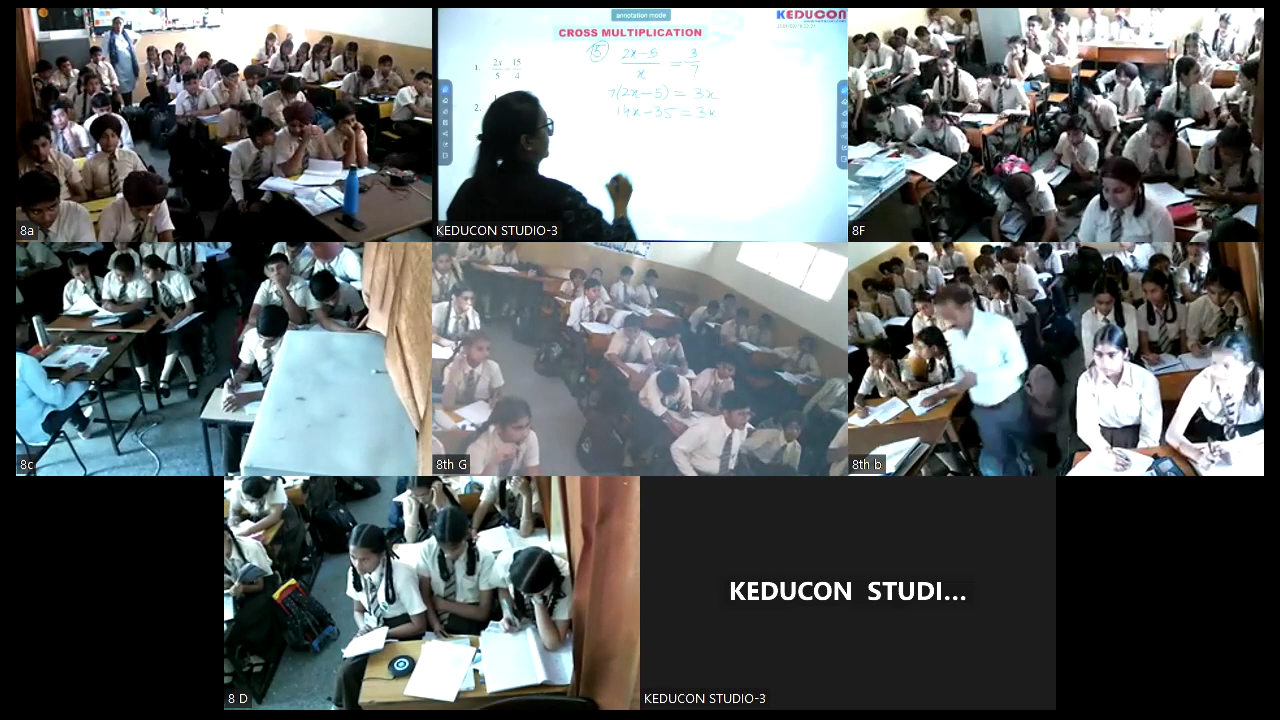 annotation mode
KEDUCON
CROSS MULTIPLICATION
1. 2x/5 = 15/4
2.
(15) (2x-5)/x = 3/7
7(2x-5) = 3x
14x-35 = 3x
8a
KEDUCON STUDIO-3
8F
8c
8th G
8th b
8 D
KEDUCON STUDI...
KEDUCON STUDIO-3